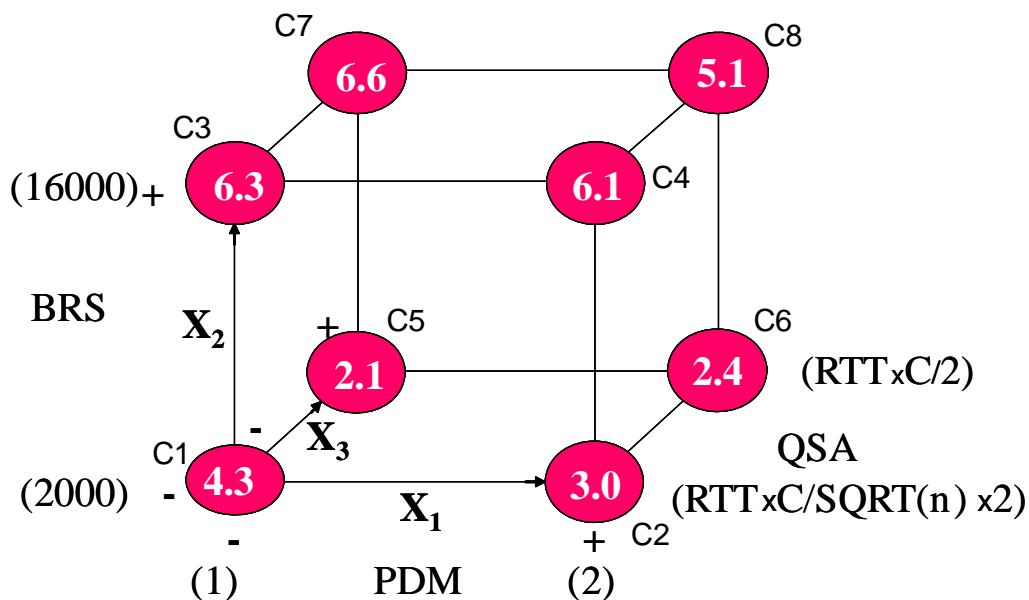 C7
C8
6.6
5.1
C3
(16000) +
6.3
6.1
C4
BRS
X2
+
C5
C6
2.1
2.4
(RTTxC/2)
-
X3
C1
QSA
(2000) -
4.3
3.0
(RTTxC/SQRT(n) x2)
X1
-
+
C2
(1)
PDM
(2)